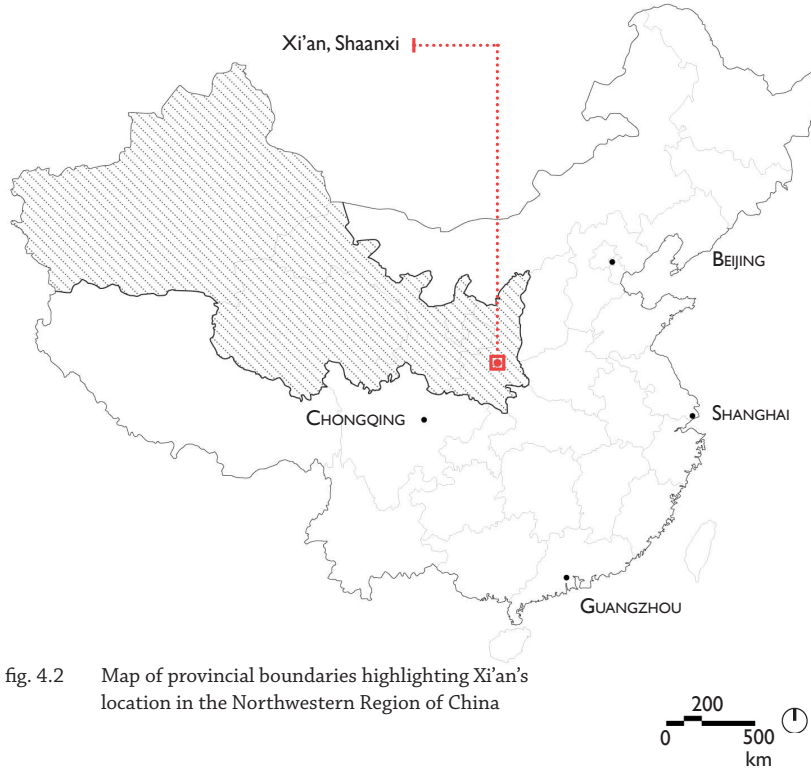 Xi’an, Shaanxi
BEIJING
SHANGHAI
CHONGQING
GUANGZHOU
fig. 4.2 Map of provincial boundaries highlighting Xi’an’s
location in the Northwestern Region of China
200
0 500
km